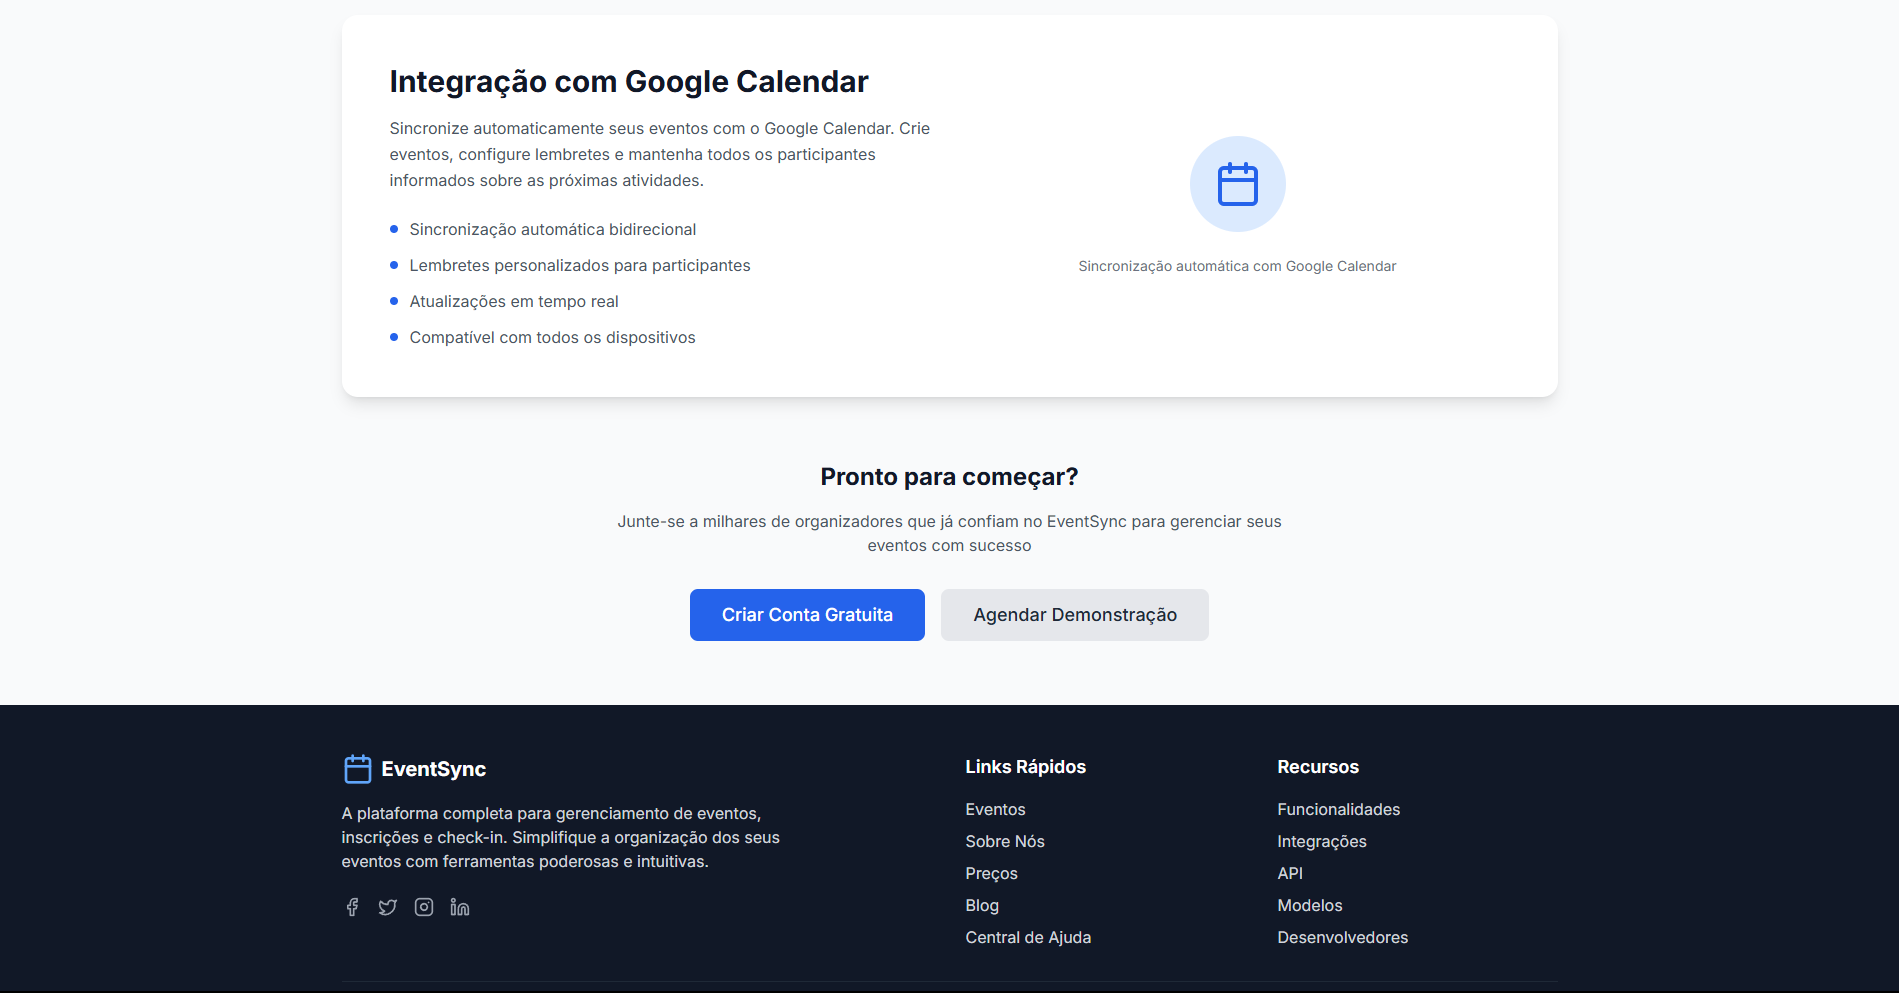 Integração com Google Calendar
Sincronize automaticamente seus eventos com o Google Calendar. Crie
eventos, configure lembretes e mantenha todos os participantes
informados sobre as próximas atividades.
Sincronização automática bidirecional
Lembretes personalizados para participantes
Atualizações em tempo real
Compatível com todos os dispositivos
Sincronização automática com Google Calendar
Pronto para começar?
Junte-se a milhares de organizadores que já confiam no EventSync para gerenciar seus
eventos com sucesso
Criar Conta Gratuita
Agendar Demonstração
EventSync
A plataforma completa para gerenciamento de eventos,
inscrições e check-in. Simplifique a organização dos seus
eventos com ferramentas poderosas e intuitivas.
Links Rápidos
Eventos
Sobre Nós
Preços
Blog
Central de Ajuda
Recursos
Funcionalidades
Integrações
API
Modelos
Desenvolvedores